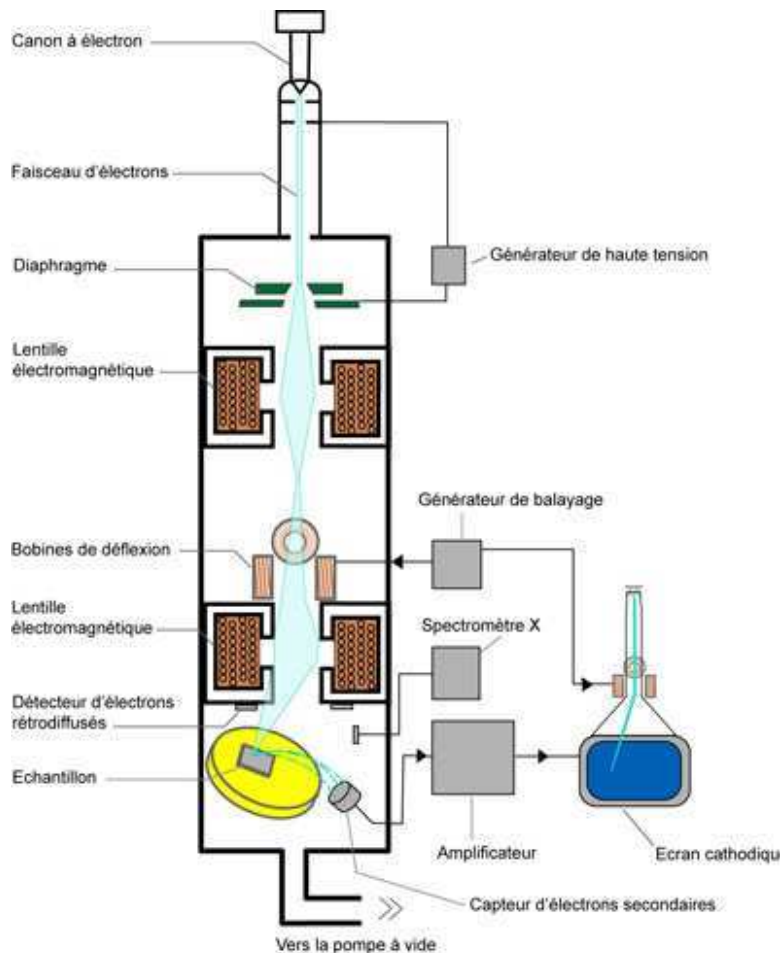 Canon à électron
Faisceau d'électrons
Générateur de haute tension
Diaphragme
Lentille
électromagnétique
Générateur de balayage
Bobines de déflexion
Lentille
électromagnétique
Spectromètre X
Détecteur d'électrons
rétrodiffusés
Echantillon
Amplificateur
Ecran cathodiqu
Capteur d'électrons secondaires
Vers la pompe à vide